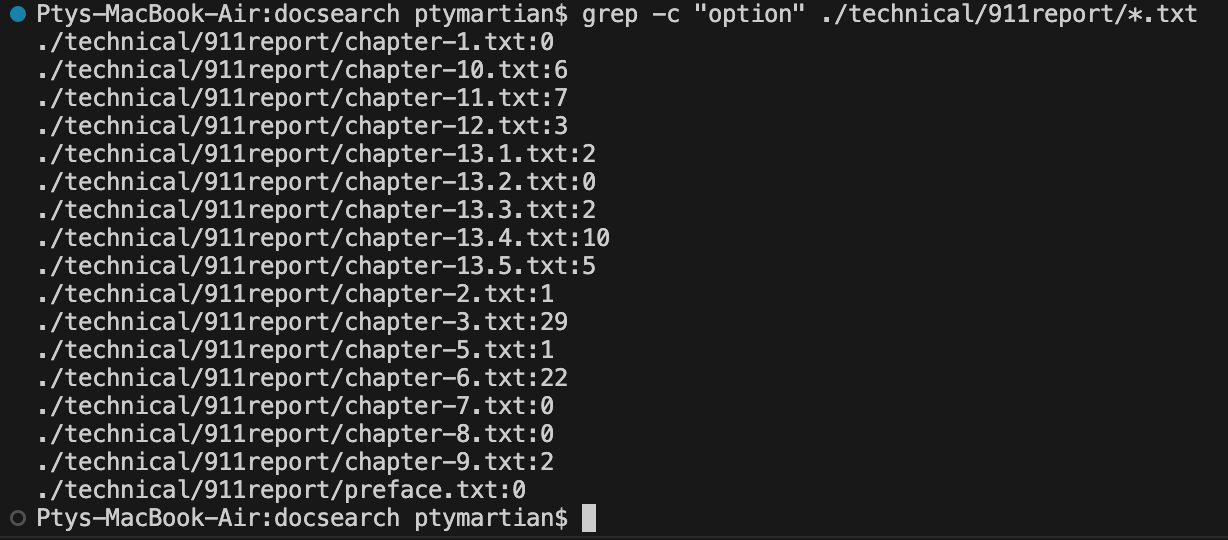 Ptys-MacBook-Air:docsearch ptymartian$ grep -c "option" ./technical/911report/*.txt
./technical/911report/chapter-1.txt:0
./technical/911report/chapter-10.txt:6
./technical/911report/chapter-11.txt:7
./technical/911report/chapter-12.txt:3
./technical/911report/chapter-13.1.txt:2
./technical/911report/chapter-13.2.txt:0
./technical/911report/chapter-13.3.txt:2
./technical/911report/chapter-13.4.txt:10
./technical/911report/chapter-13.5.txt:5
./technical/911report/chapter-2.txt:1
./technical/911report/chapter-3.txt:29
./technical/911report/chapter-5.txt:1
./technical/911report/chapter-6.txt:22
./technical/911report/chapter-7.txt:0
./technical/911report/chapter-8.txt:0
./technical/911report/chapter-9.txt:2
./technical/911report/preface.txt:0
Ptys-MacBook-Air:docsearch ptymartian$